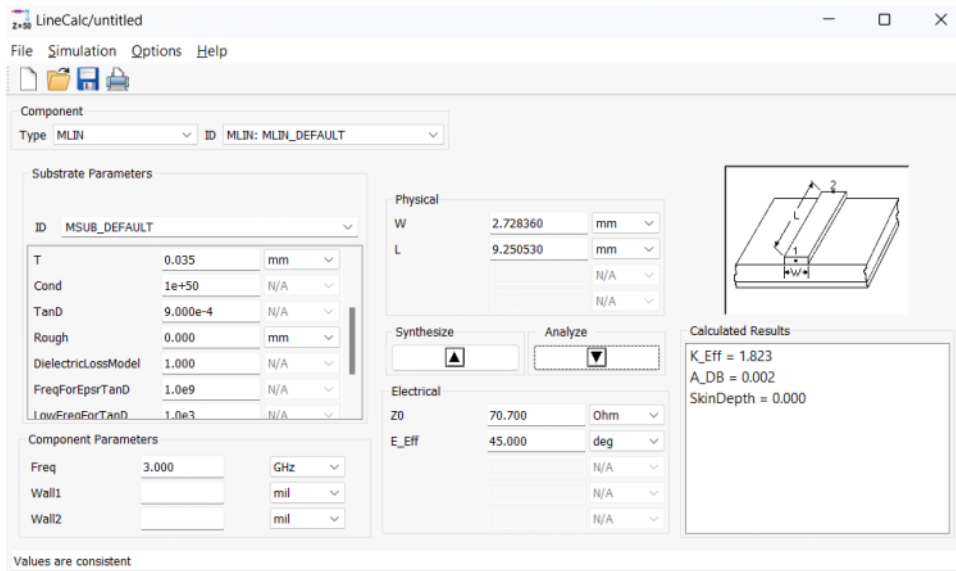 LineCalc/untitled
File Simulation Options Help
Component
Type MLIN ID MLIN: MLIN_DEFAULT
Substrate Parameters
ID MSUB_DEFAULT
T 0.035 mm
Cond 1e+50 N/A
TanD 9.000e-4 N/A
Rough 0.000 mm
DielectricLossModel 1.000 N/A
FreqForEpsrTanD 1.0e9 N/A
LowFreqForTanD 1.0e3 N/A
Component Parameters
Freq 3.000 GHz
Wall1 mil
Wall2 mil
Physical
W 2.728360 mm
L 9.250530 mm
N/A
N/A
Synthesize Analyze
Electrical
Z0 70.700 Ohm
E_Eff 45.000 deg
N/A
N/A
N/A
2
L
1
W
Calculated Results
K_Eff = 1.823
A_DB = 0.002
SkinDepth = 0.000
Values are consistent